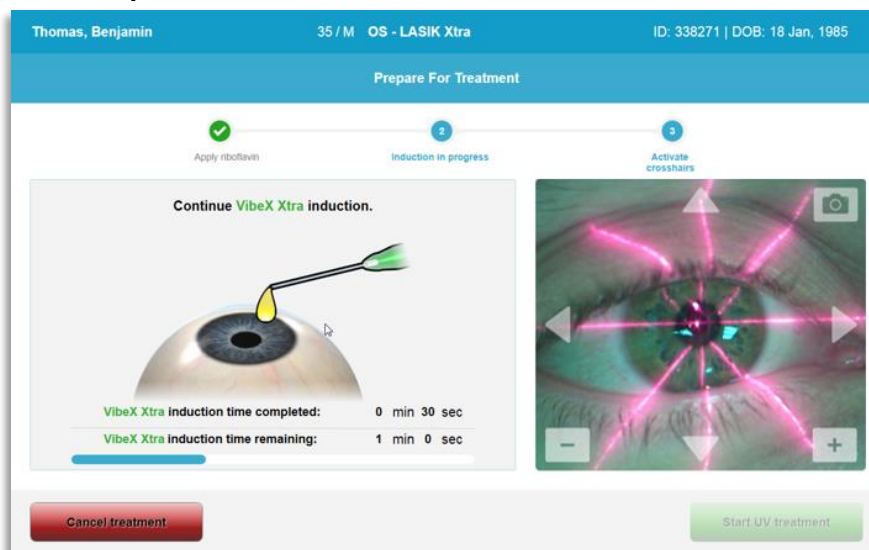 Thomas, Benjamin 35 / M OS - LASIK Xtra ID: 338271 | DOB: 18 Jan, 1985
Prepare For Treatment
2 3
Apply riboflavin Induction in progress Activate
crosshairs
Continue VibeX Xtra induction.
VibeX Xtra induction time completed: 0 min 30 sec
VibeX Xtra induction time remaining: 1 min 0 sec
− +
Cancel treatment Start UV treatment